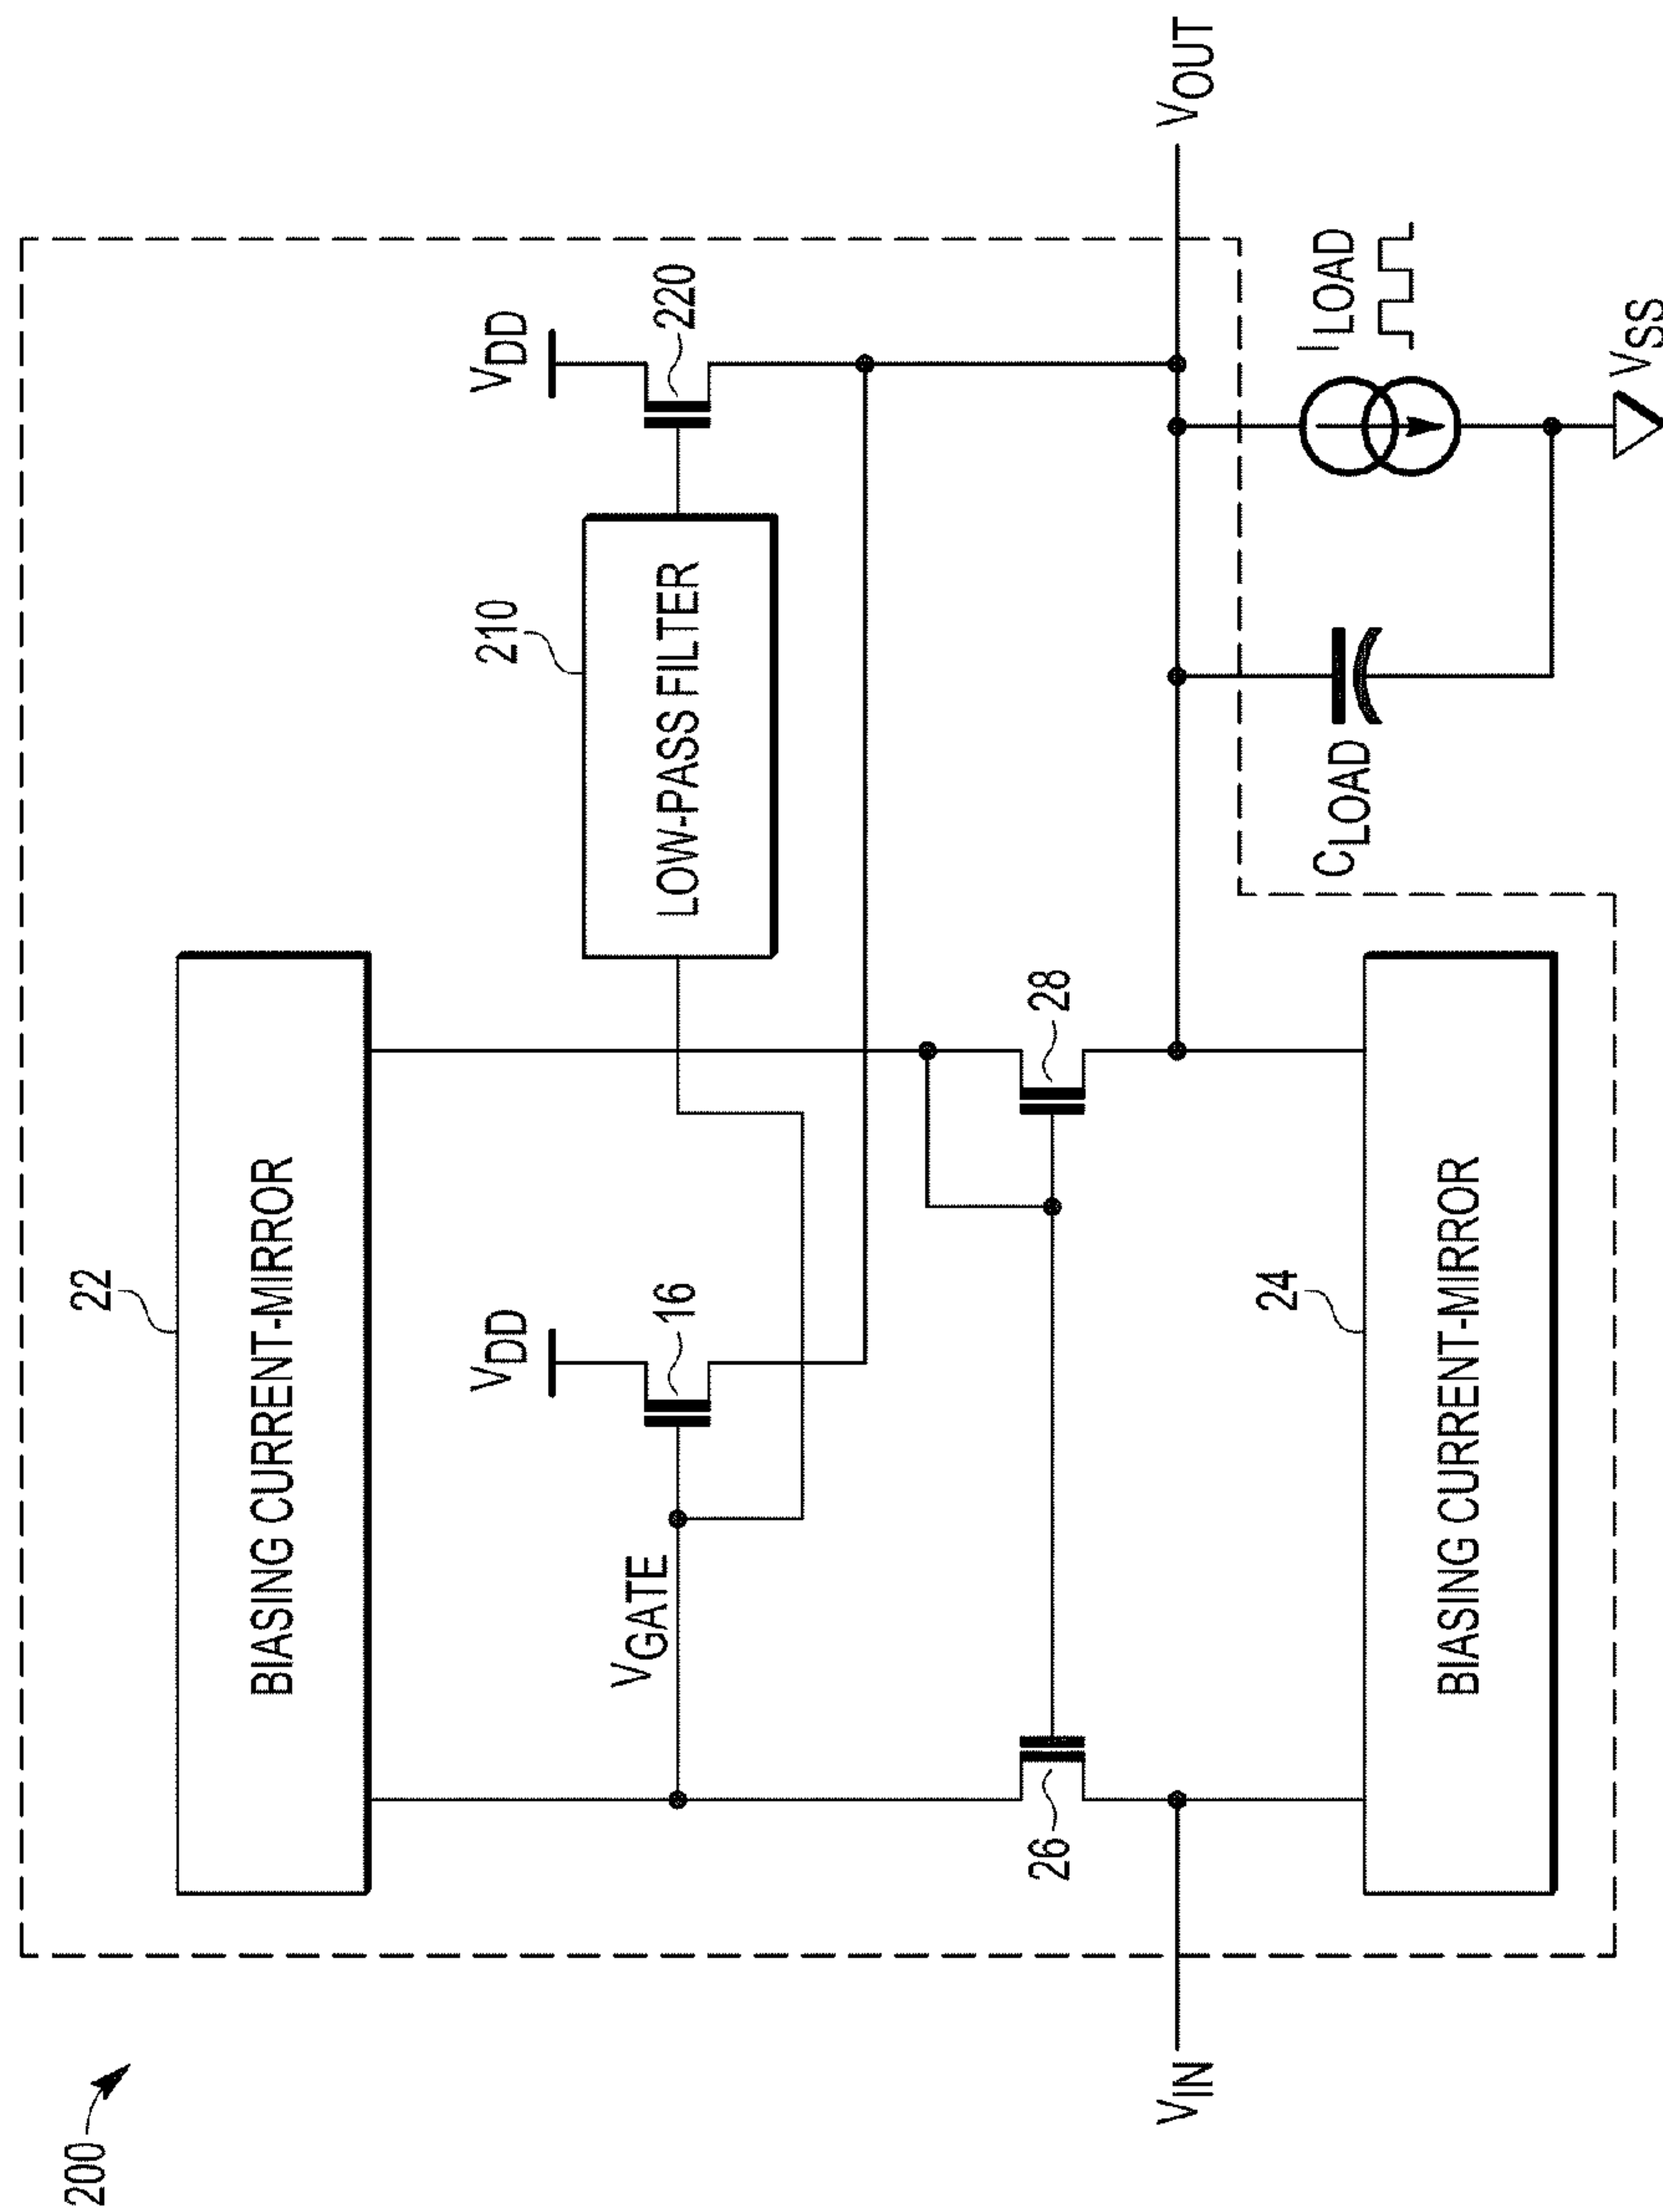 200
22
BIASING CURRENT-MIRROR
VDD
VDD
16
220
210
LOW-PASS FILTER
VGATE
26
28
VIN
VOUT
24
BIASING CURRENT-MIRROR
CLOAD
ILOAD
VSS